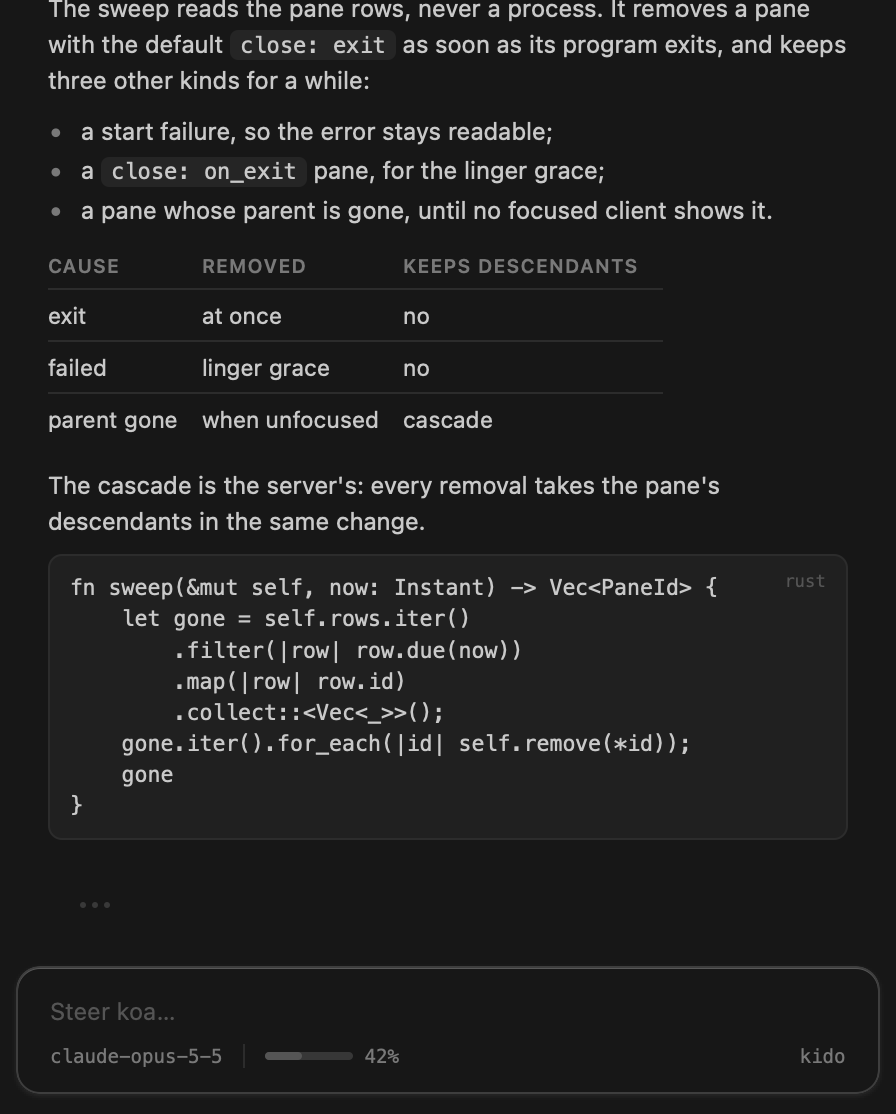 The sweep reads the pane rows, never a process. It removes a pane
with the default close: exit as soon as its program exits, and keeps
three other kinds for a while:
• a start failure, so the error stays readable;
• a close: on_exit pane, for the linger grace;
• a pane whose parent is gone, until no focused client shows it.
CAUSE REMOVED KEEPS DESCENDANTS
exit at once no
failed linger grace no
parent gone when unfocused cascade
The cascade is the server's: every removal takes the pane's
descendants in the same change.
rust
fn sweep(&mut self, now: Instant) -> Vec<PaneId> {
    let gone = self.rows.iter()
        .filter(|row| row.due(now))
        .map(|row| row.id)
        .collect::<Vec<_>>();
    gone.iter().for_each(|id| self.remove(*id));
    gone
}
Steer koa...
claude-opus-5-5 42% kido